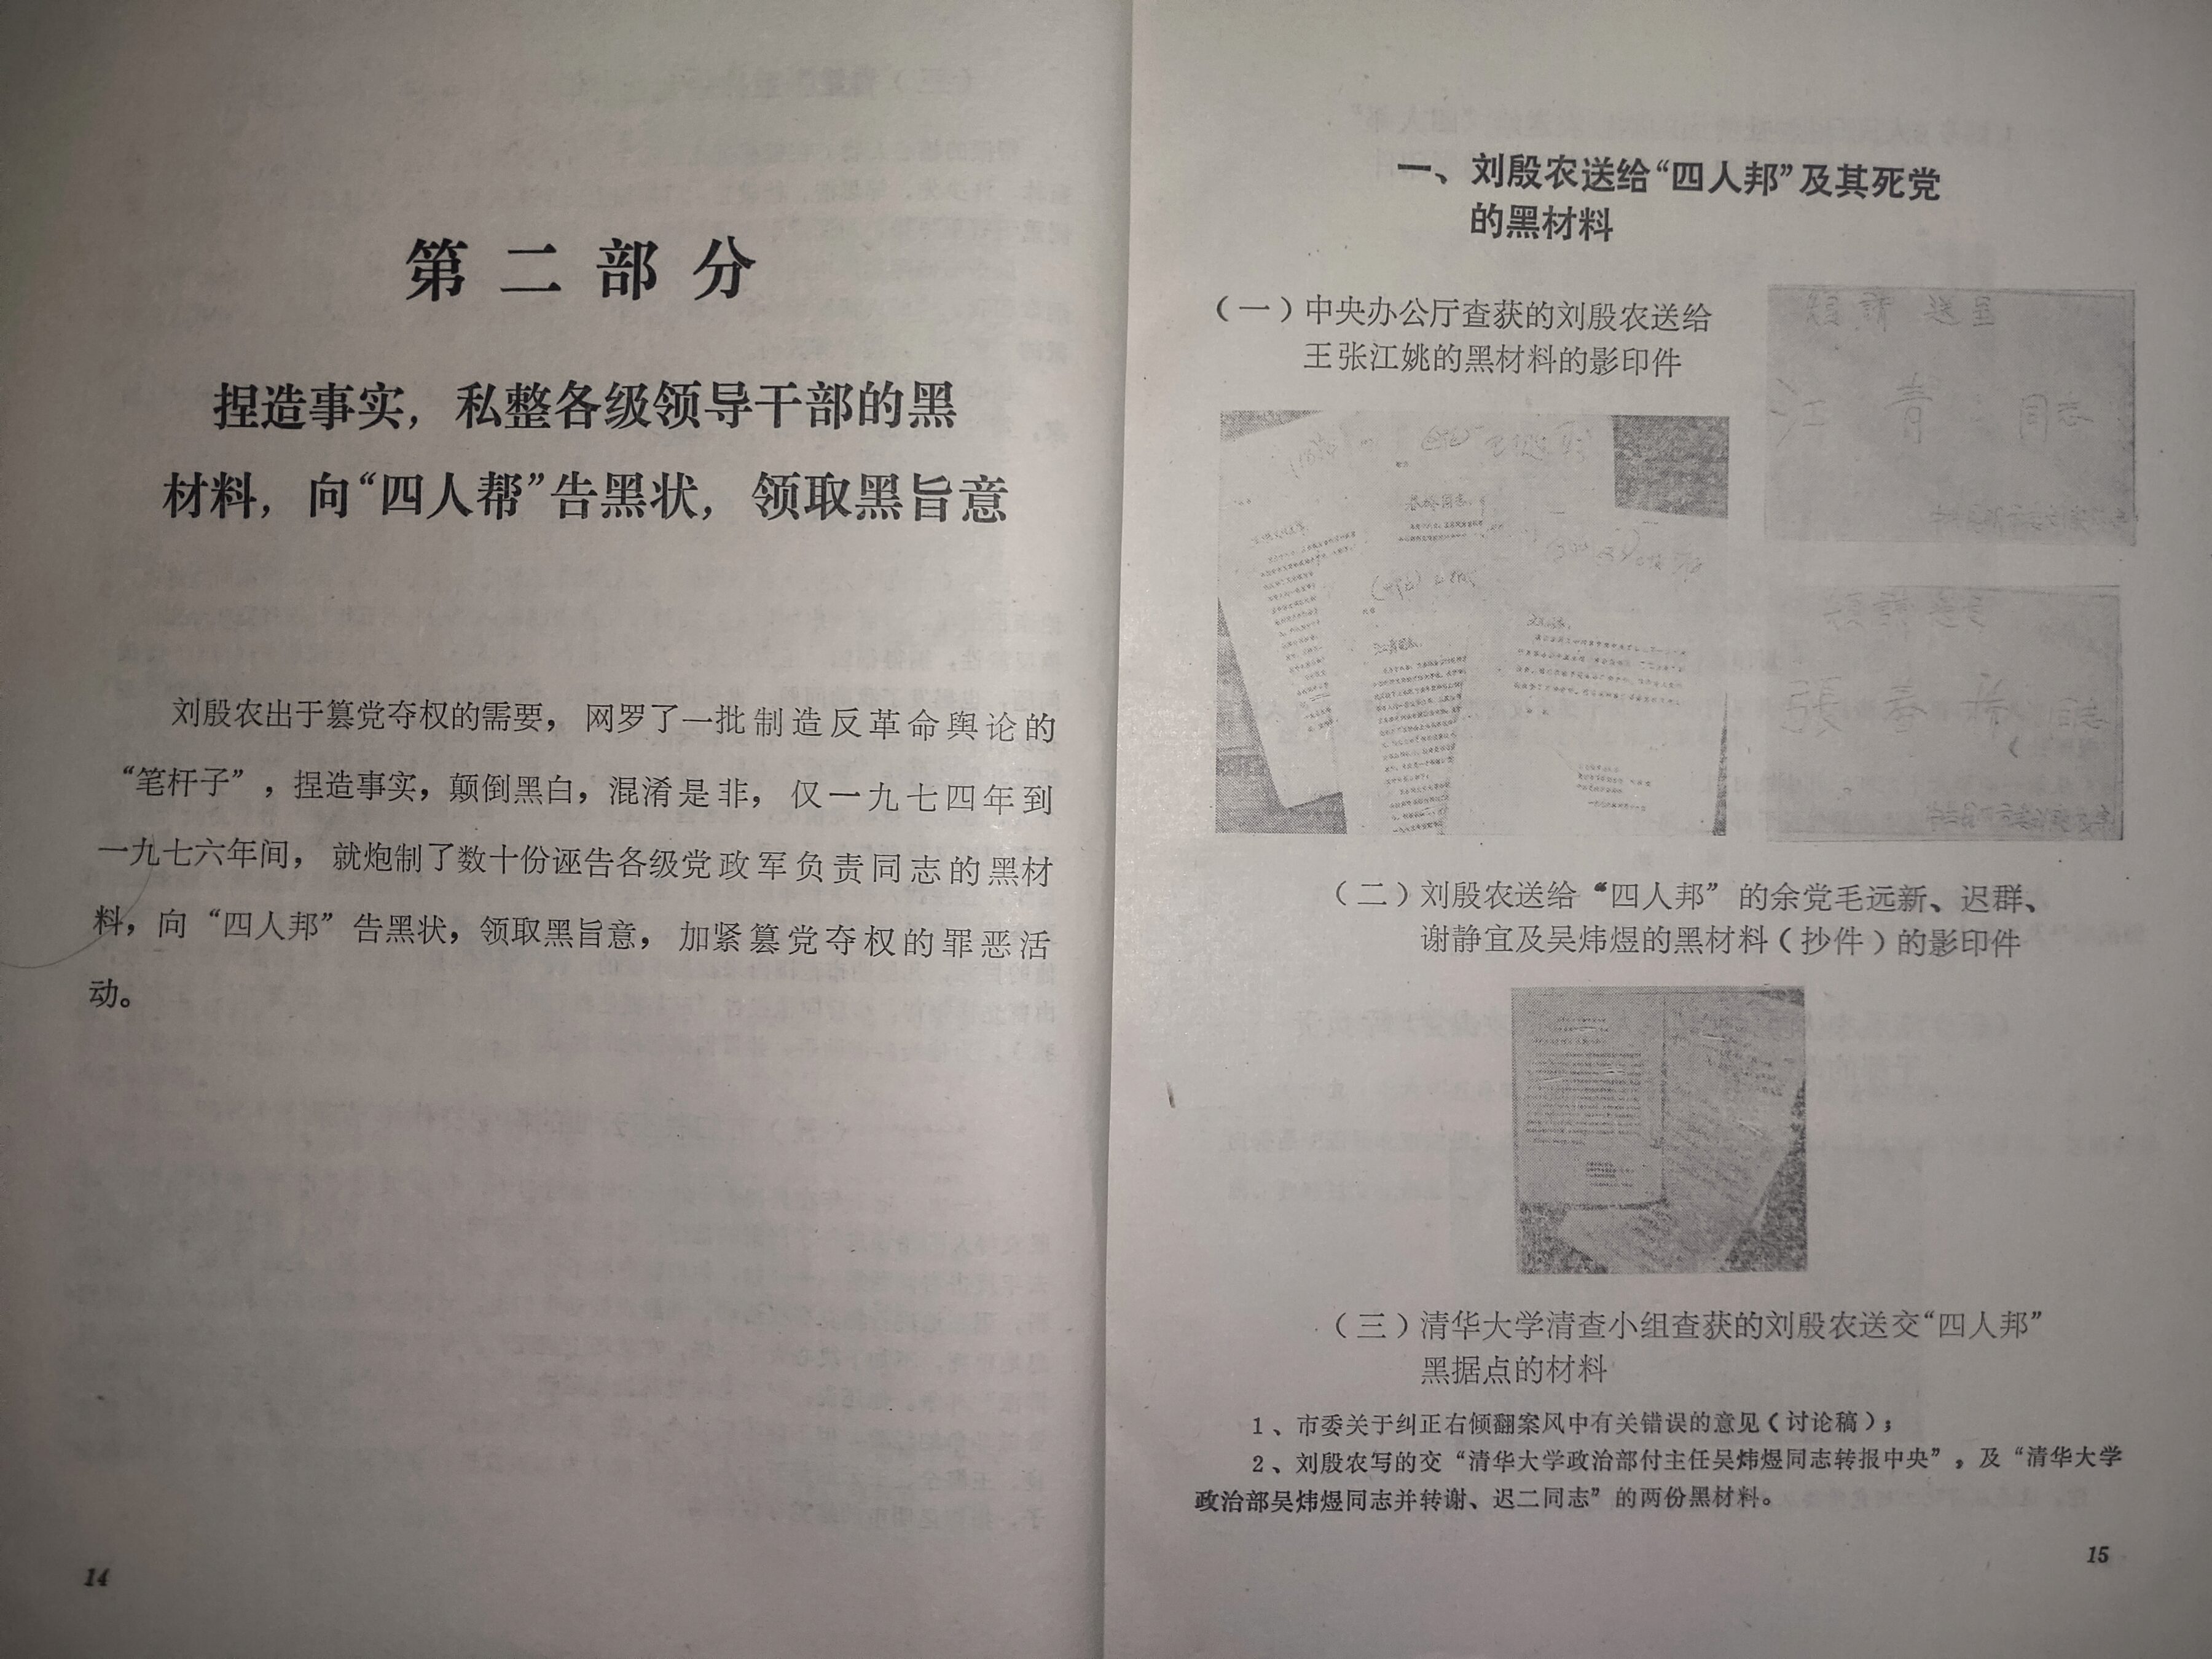 第二部分
捏造事实，私整各级领导干部的黑
材料，向“四人帮”告黑状，领取黑旨意
刘殷农出于篡党夺权的需要，网罗了一批制造反革命舆论的
“笔杆子”，捏造事实，颠倒黑白，混淆是非，仅一九七四年到
一九七六年间，就炮制了数十份诬告各级党政军负责同志的黑材
料，向“四人邦”告黑状，领取黑旨意，加紧篡党夺权的罪恶活
动。
14
一、刘殷农送给“四人邦”及其死党
的黑材料
（一）中央办公厅查获的刘殷农送给
王张江姚的黑材料的影印件
江青同志
（二）刘殷农送给“四人邦”的余党毛远新、迟群、
谢静宜及吴炜煜的黑材料（抄件）的影印件
（三）清华大学清查小组查获的刘殷农送交“四人邦”
黑据点的材料
1、市委关于纠正右倾翻案风中有关错误的意见（讨论稿）；
2、刘殷农写的交“清华大学政治部付主任吴炜煜同志转报中央”，及“清华大学
政治部吴炜煜同志并转谢、迟二同志”的两份黑材料。
15